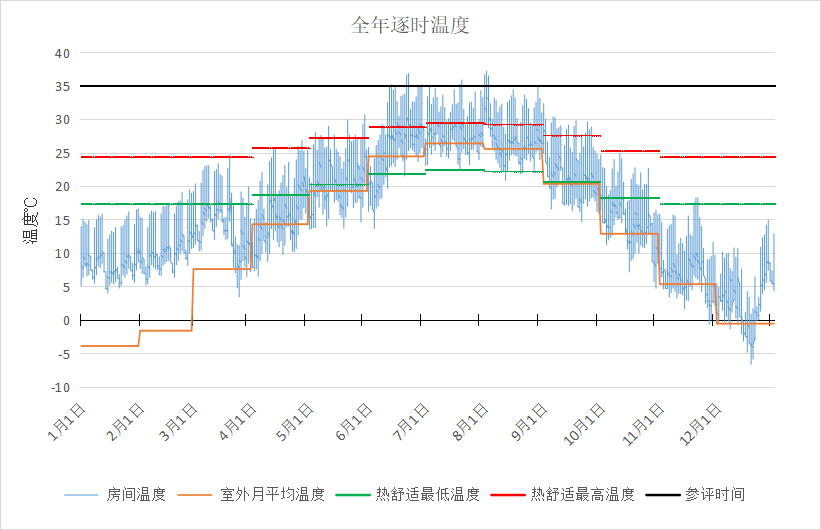 全年逐时温度
温度℃
40
35
30
25
20
15
10
5
0
-5
-10
1月1日
2月1日
3月1日
4月1日
5月1日
6月1日
7月1日
8月1日
9月1日
10月1日
11月1日
12月1日
房间温度 室外月平均温度 热舒适最低温度 热舒适最高温度 参评时间